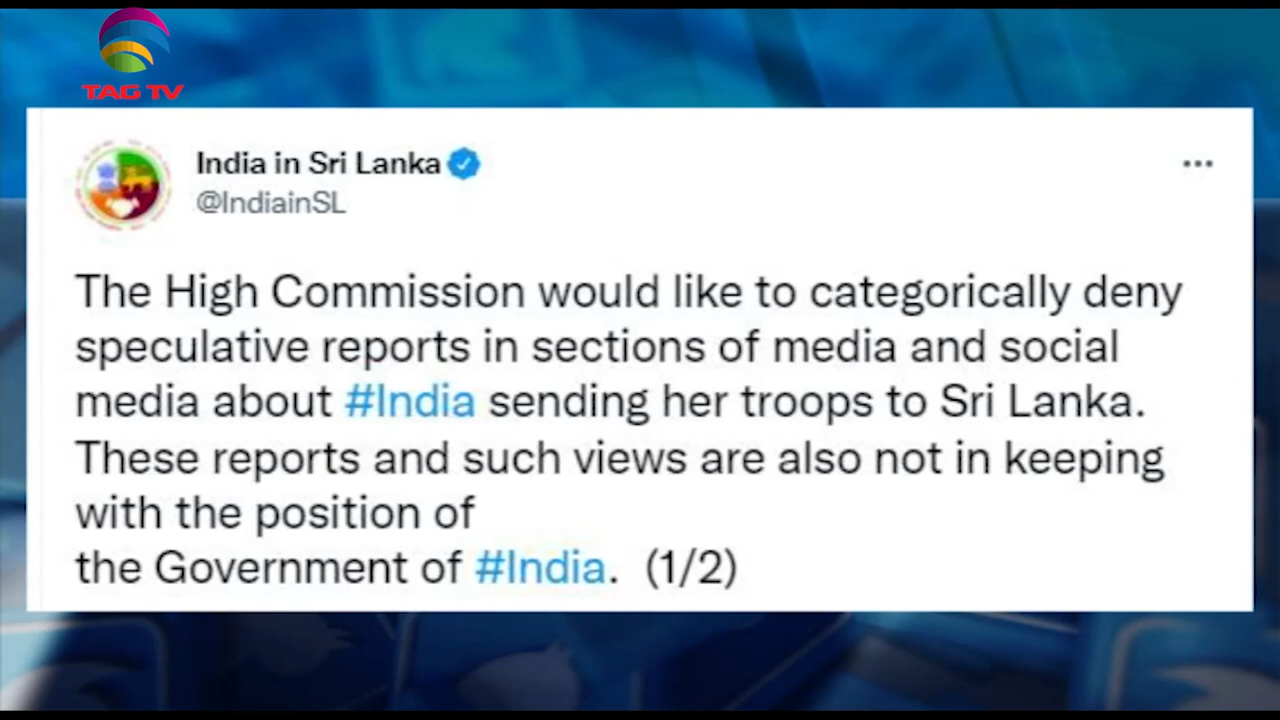 TAG TV
India in Sri Lanka
@IndiainSL
The High Commission would like to categorically deny
speculative reports in sections of media and social
media about #India sending her troops to Sri Lanka.
These reports and such views are also not in keeping
with the position of
the Government of #India. (1/2)